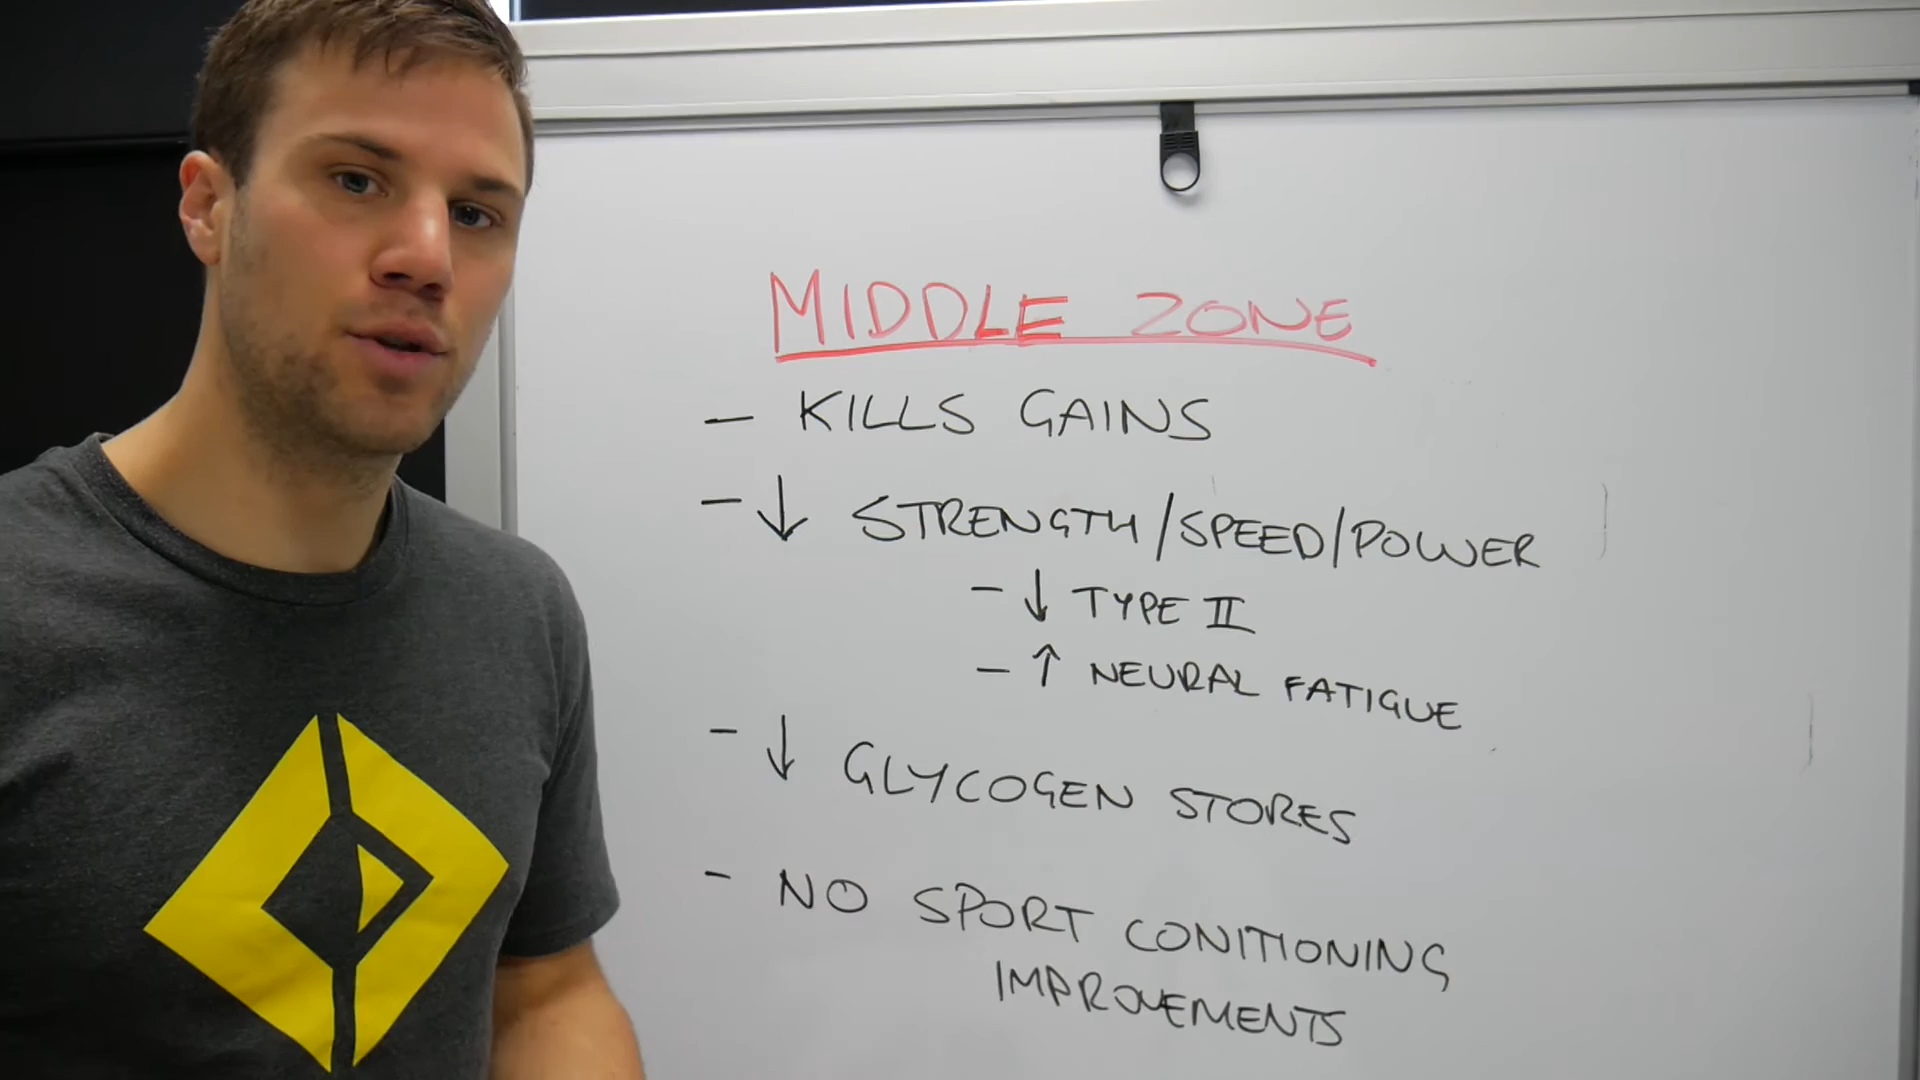 MIDDLE ZONE
- KILLS GAINS
- ↓ STRENGTH/SPEED/POWER
- ↓ TYPE II
- ↑ NEURAL FATIGUE
- ↓ GLYCOGEN STORES
- NO SPORT CONITIONING
IMPROVEMENTS